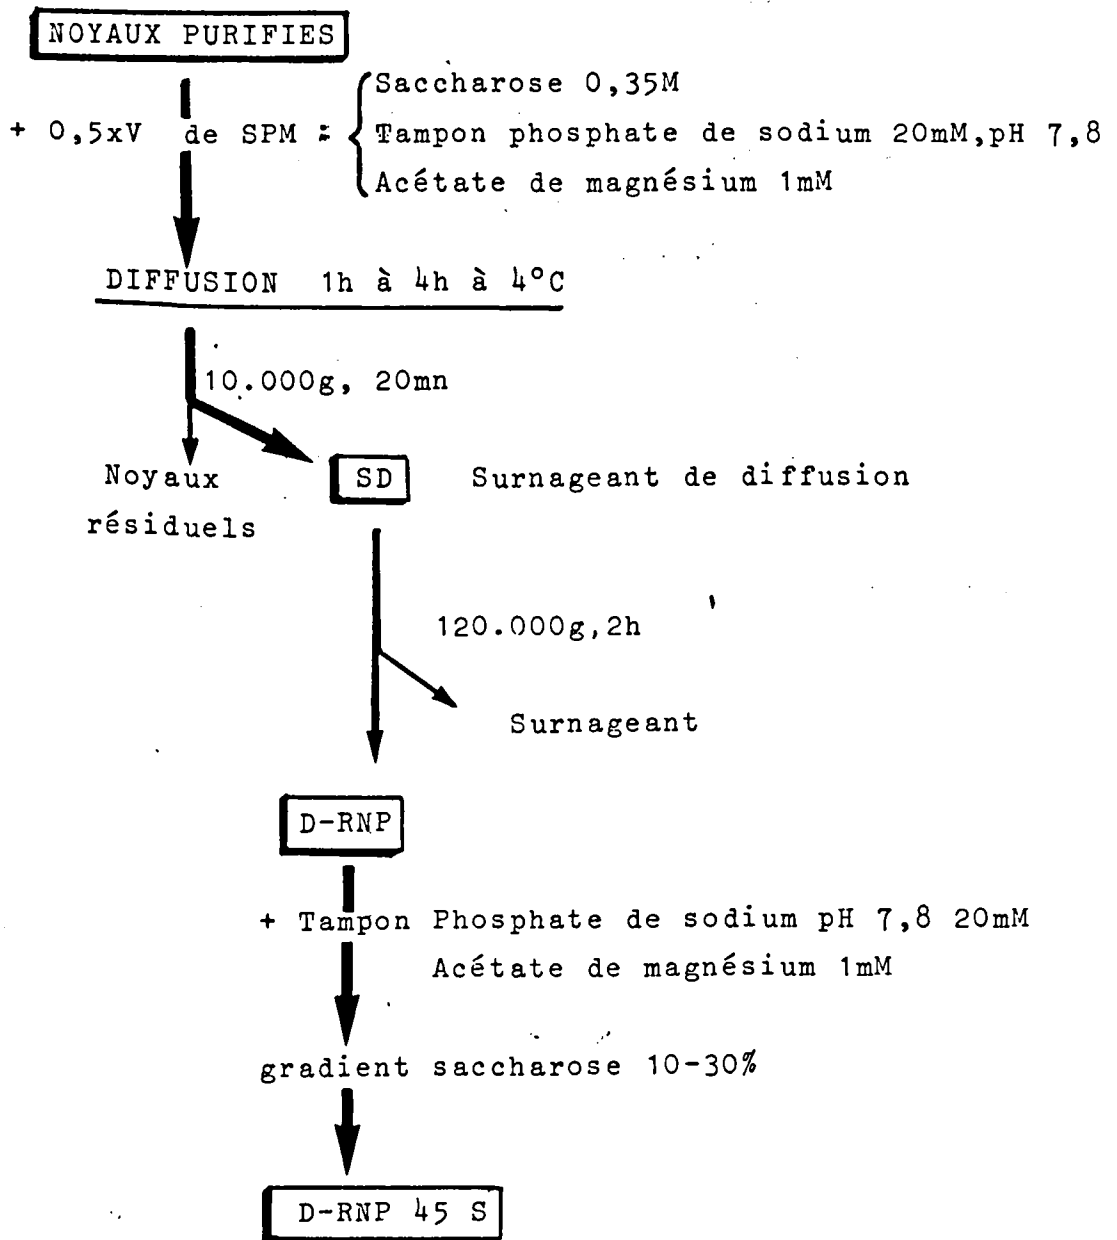 NOYAUX PURIFIES
Saccharose 0,35M
+ 0,5xV de SPM : Tampon phosphate de sodium 20mM,pH 7,8
Acétate de magnésium 1mM
DIFFUSION 1h à 4h à 4°C
10.000g, 20mn
Noyaux
résiduels
SD Surnageant de diffusion
120.000g,2h
Surnageant
D-RNP
+ Tampon Phosphate de sodium pH 7,8 20mM
Acétate de magnésium 1mM
gradient saccharose 10-30%
D-RNP 45 S